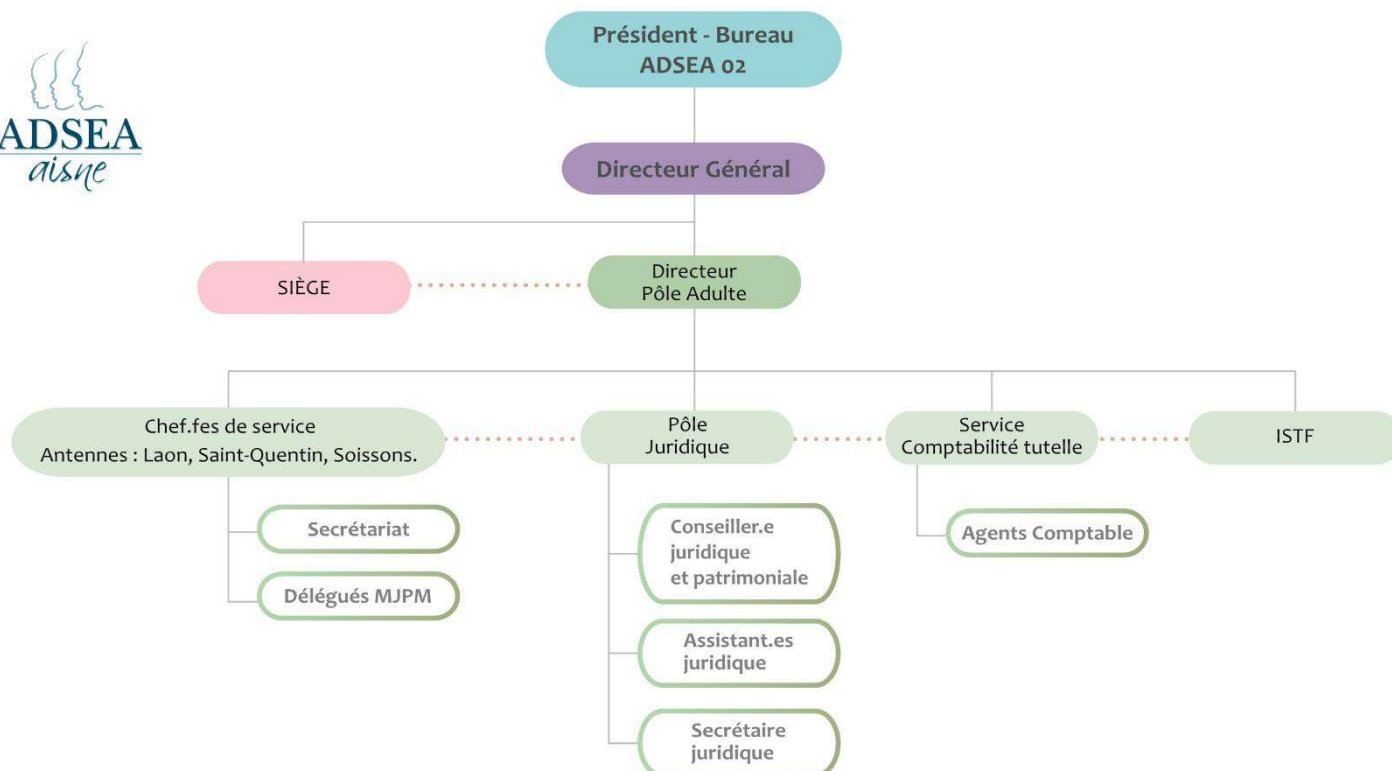 Président - Bureau
ADSEA 02
ADSEA
aisne
Directeur Général
SIÈGE
Directeur
Pôle Adulte
Chef.fes de service
Antennes : Laon, Saint-Quentin, Soissons.
Pôle
Juridique
Service
Comptabilité tutelle
ISTF
Secrétariat
Délégués MJPM
Conseiller.e
juridique
et patrimoniale
Assistant.es
juridique
Secrétaire
juridique
Agents Comptable